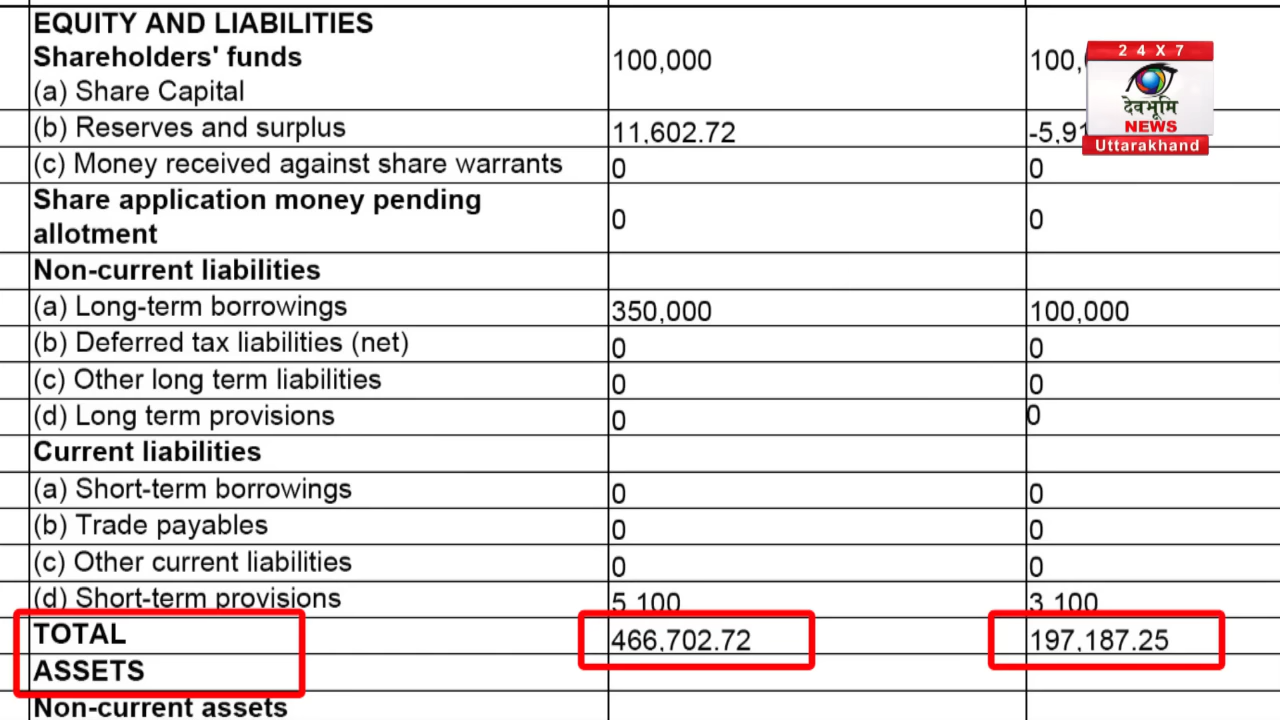 EQUITY AND LIABILITIES
Shareholders' funds
100,000
100,
(a) Share Capital
(b) Reserves and surplus
11,602.72
-5,91
(c) Money received against share warrants
0
0
Share application money pending
allotment
0
0
Non-current liabilities
(a) Long-term borrowings
350,000
100,000
(b) Deferred tax liabilities (net)
0
0
(c) Other long term liabilities
0
0
(d) Long term provisions
0
0
Current liabilities
(a) Short-term borrowings
0
0
(b) Trade payables
0
0
(c) Other current liabilities
0
0
(d) Short-term provisions
5,100
3,100
TOTAL
466,702.72
197,187.25
ASSETS
Non-current assets
24X7
देवभूमि
NEWS
Uttarakhand